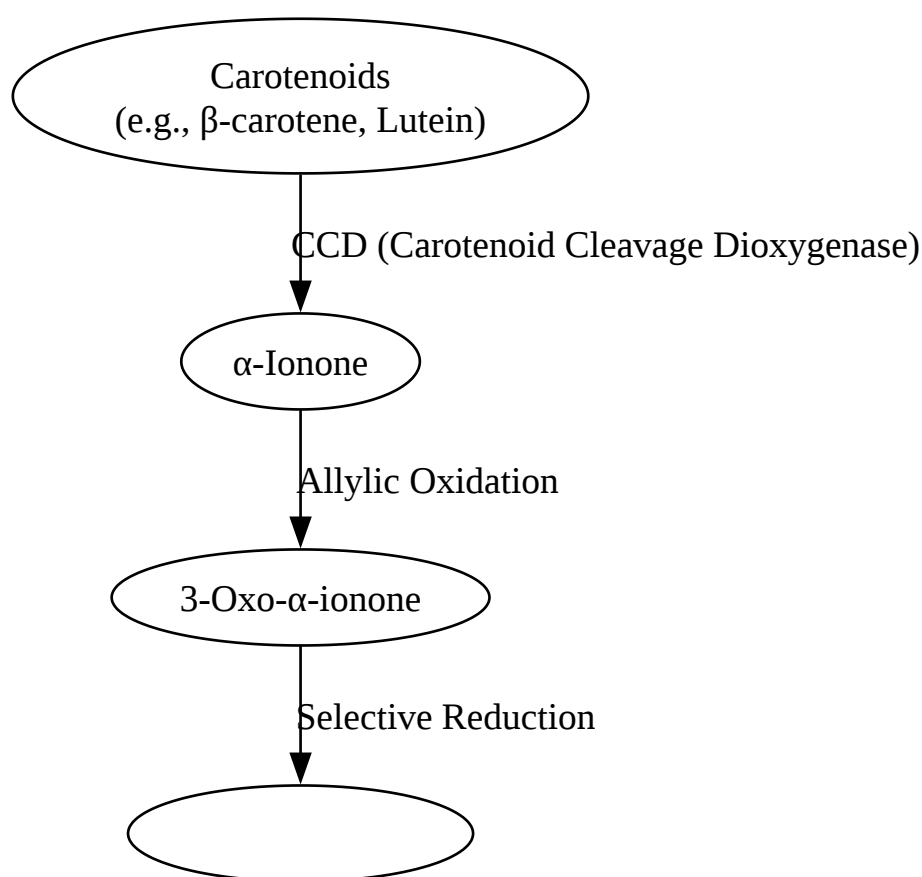 Carotenoids
(e.g., β-carotene, Lutein)
CCD (Carotenoid Cleavage Dioxygenase)
α-Ionone
Allylic Oxidation
3-Oxo-α-ionone
Selective Reduction